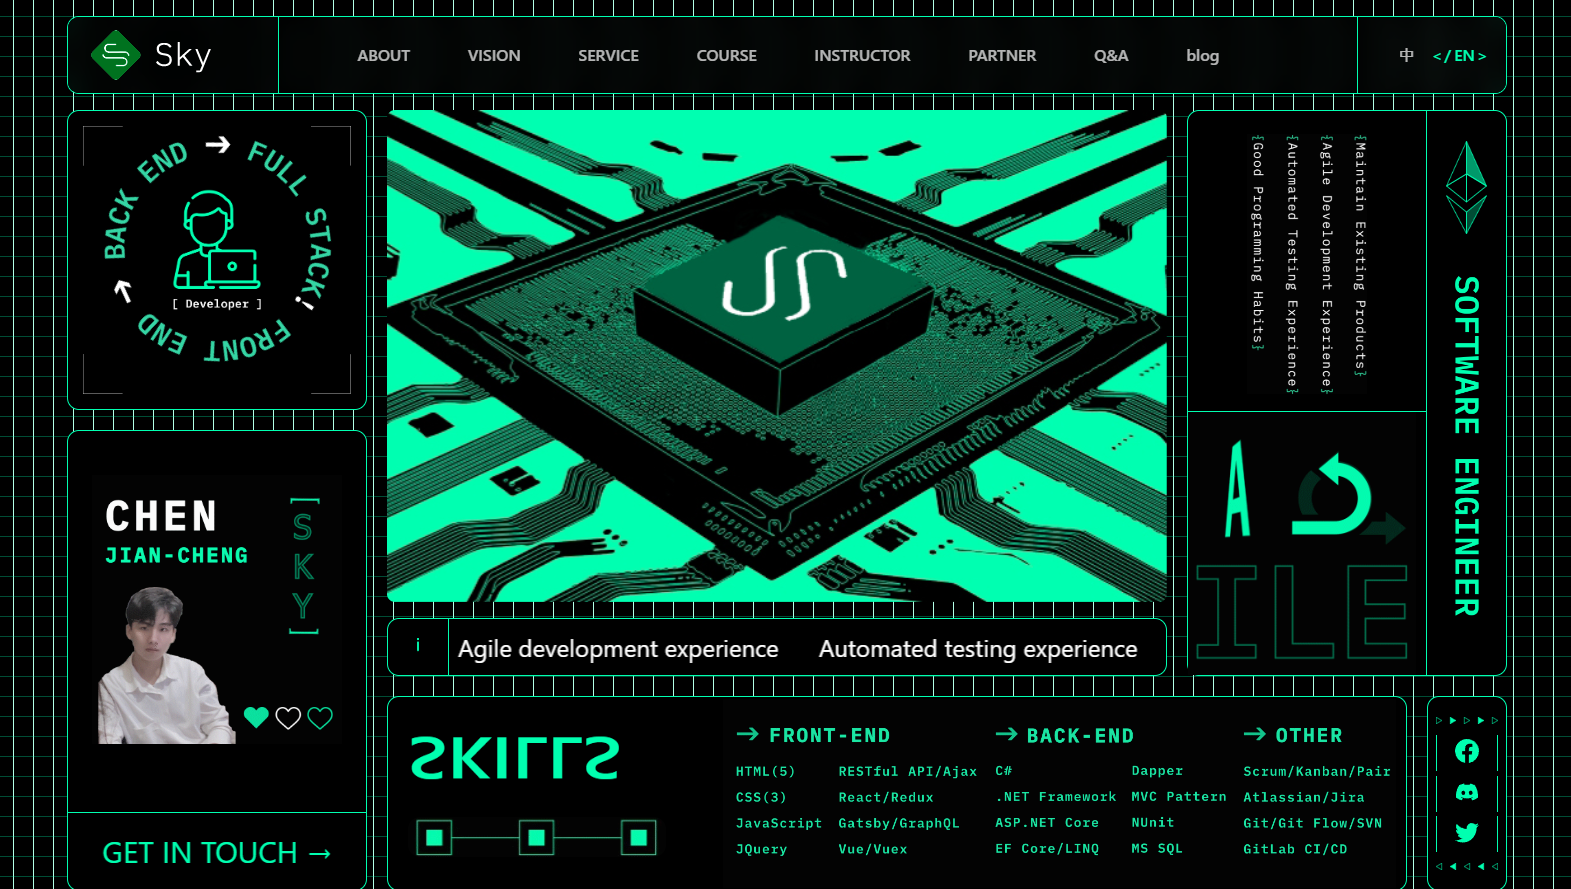 Sky
ABOUT
VISION
SERVICE
COURSE
INSTRUCTOR
PARTNER
Q&A
blog
中
</EN>
BACK END → FULL STACK!
FRONT END
[ Developer ]
{Maintain Existing Products}
{Agile Development Experience}
{Automated Testing Experience}
{Good Programming Habits}
SOFTWARE ENGINEER
A
ILE
CHEN
JIAN-CHENG
[SKY]
GET IN TOUCH →
i
Agile development experience
Automated testing experience
SKILLS
→ FRONT-END
HTML(5)
CSS(3)
JavaScript
JQuery
RESTful API/Ajax
React/Redux
Gatsby/GraphQL
Vue/Vuex
→ BACK-END
C#
.NET Framework
ASP.NET Core
EF Core/LINQ
Dapper
MVC Pattern
NUnit
MS SQL
→ OTHER
Scrum/Kanban/Pair
Atlassian/Jira
Git/Git Flow/SVN
GitLab CI/CD